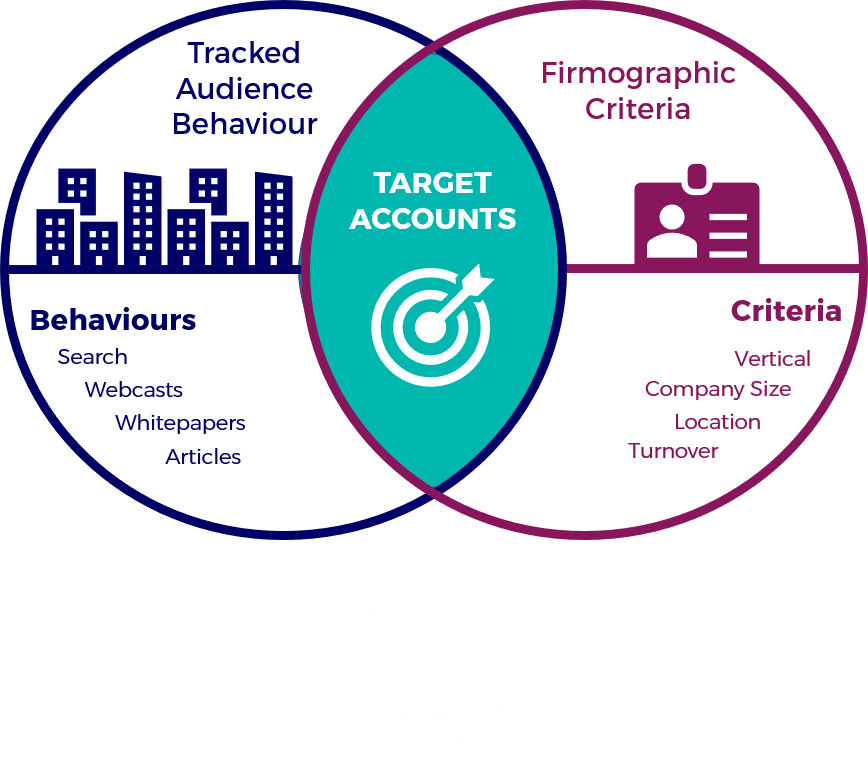 Tracked
Audience
Behaviour
Firmographic
Criteria
TARGET
ACCOUNTS
Behaviours
Search
Webcasts
Whitepapers
Articles
Criteria
Vertical
Company Size
Location
Turnover